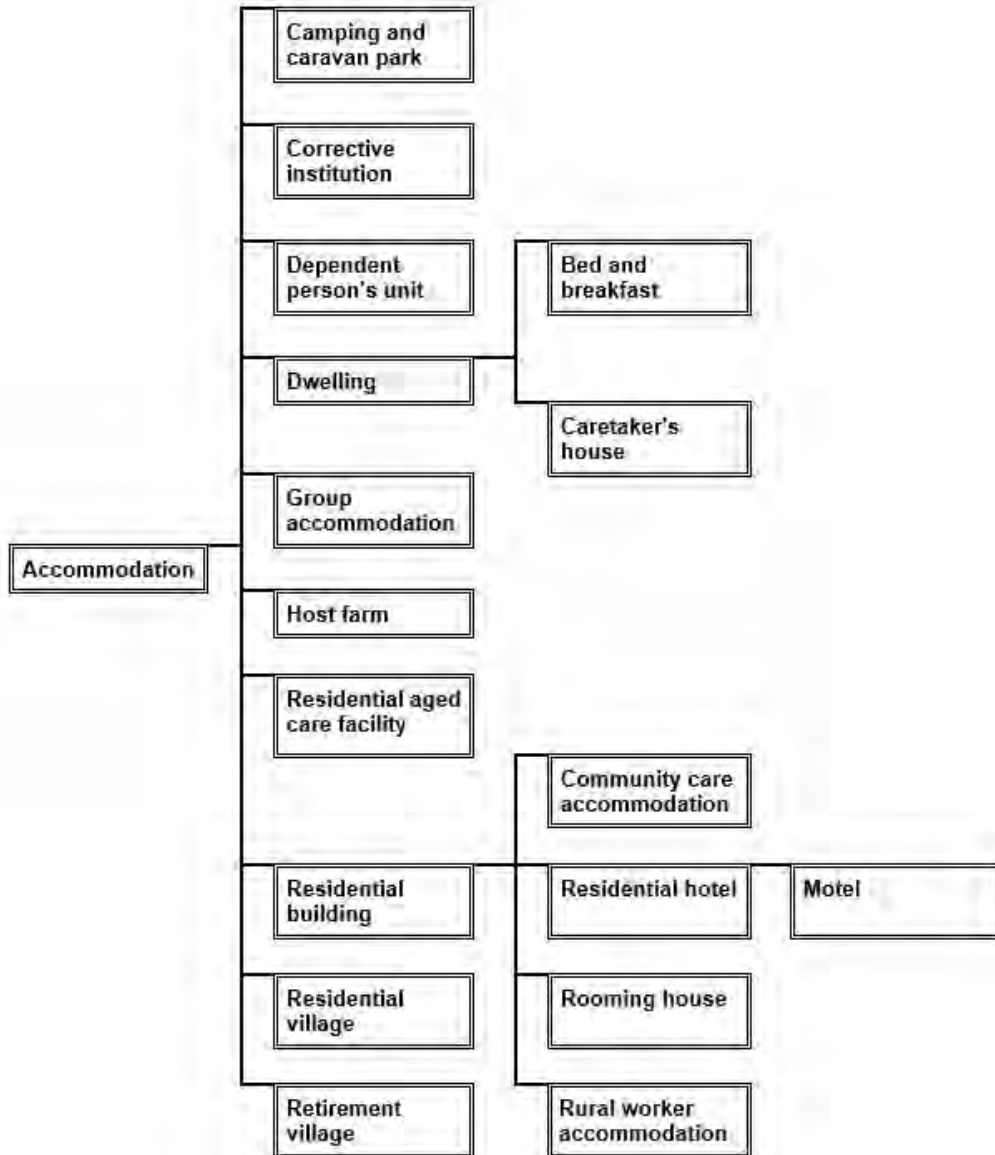 Camping and
caravan park
Corrective
institution
Dependent
person's unit
Bed and
breakfast
Dwelling
Caretaker's
house
Group
accommodation
Accommodation
Host farm
Residential aged
care facility
Community care
accommodation
Residential
building
Residential hotel
Motel
Residential
village
Rooming house
Retirement
village
Rural worker
accommodation